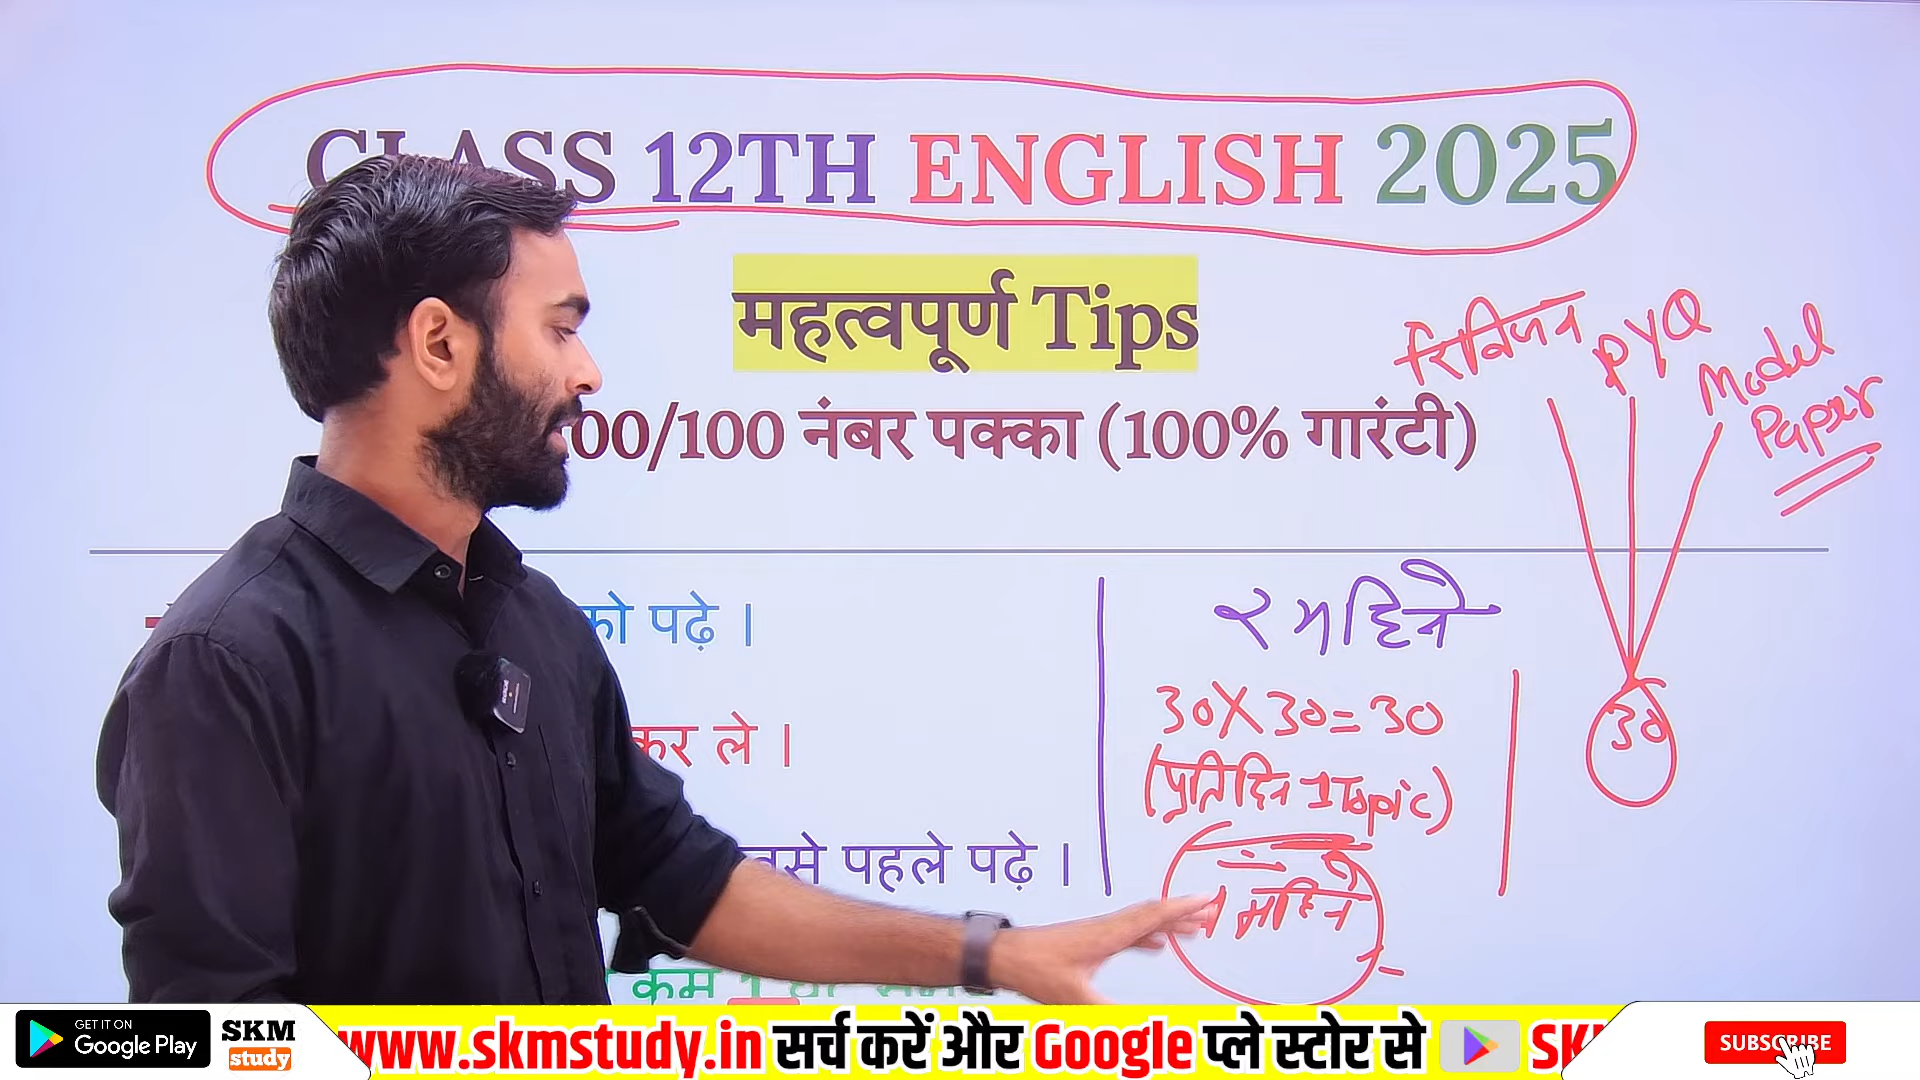 CLASS 12TH ENGLISH 2025
महत्वपूर्ण Tips
00/100 नंबर पक्का (100% गारंटी)
रिविजन
PYQ
Model
Paper
30
को पढ़े ।
कर ले ।
पहले पढ़े ।
कम 1
२ महिने
30X30=30
(प्रतिदिन 1 Topic)
महिने
GET IT ON
Google Play
SKM
study
www.skmstudy.in सर्च करें और Google प्ले स्टोर से
SK
SUBSCRIBE